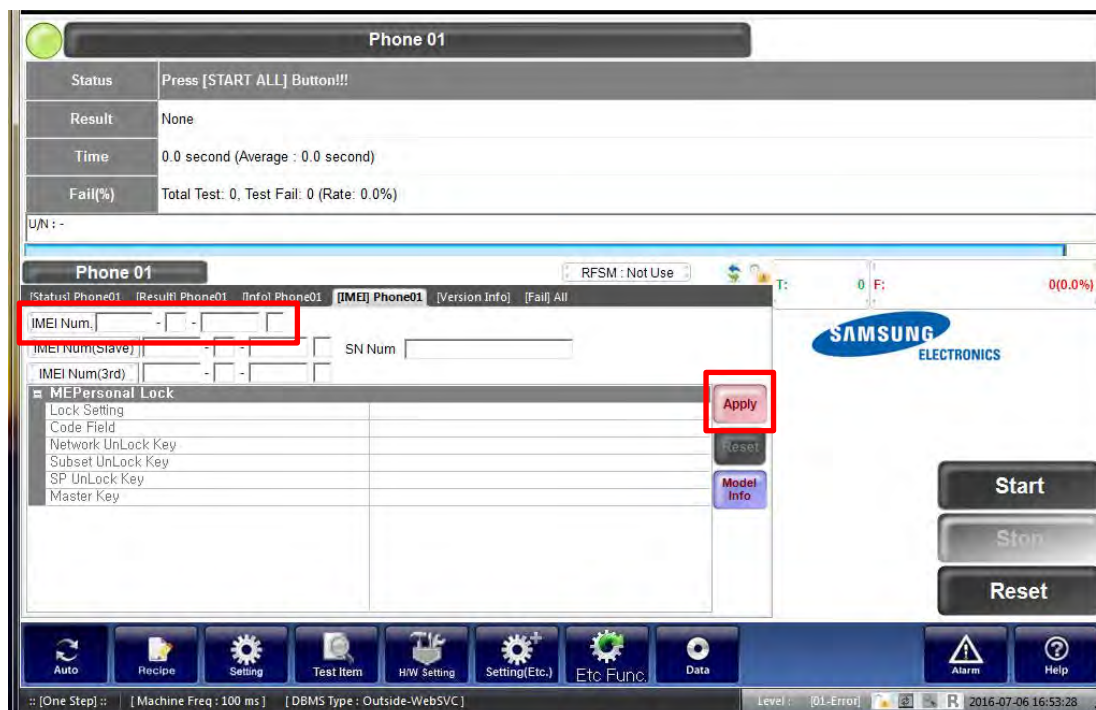 Phone 01
Status Press [START ALL] Button!!!
Result None
Time 0.0 second (Average : 0.0 second)
Fail(%) Total Test: 0, Test Fail: 0 (Rate: 0.0%)
U/N : -
Phone 01 RFSM : Not Use
T: 0 F: 0(0.0%)
[Status] Phone01 [Result] Phone01 [Info] Phone01 [IMEI] Phone01 [Version Info] [Fail] All
IMEI Num. - -
IMEI Num(Slave) - - SN Num
IMEI Num(3rd) - -
SAMSUNG
ELECTRONICS
MEPersonal Lock
Lock Setting
Code Field
Network UnLock Key
Subset UnLock Key
SP UnLock Key
Master Key
Apply
Reset
Model
Info
Start
Stop
Reset
Auto Recipe Setting Test Item H/W Setting Setting(Etc.) Etc Func. Data Alarm Help
:: [One Step] :: [ Machine Freq : 100 ms ] [ DBMS Type : Outside-WebSVC ] Level : [01-Error] R 2016-07-06 16:53:28